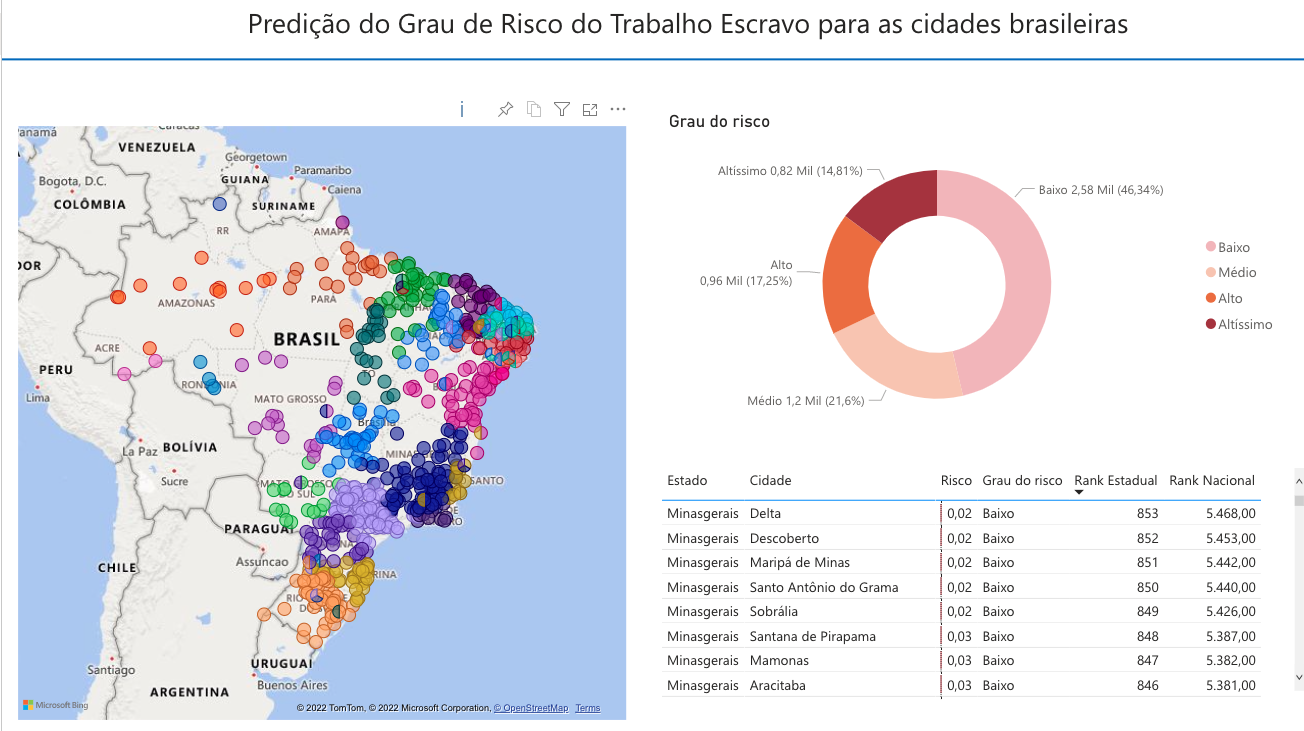 Predição do Grau de Risco do Trabalho Escravo para as cidades brasileiras
i
Grau do risco
Altíssimo 0,82 Mil (14,81%)
Baixo 2,58 Mil (46,34%)
Alto
0,96 Mil (17,25%)
Médio 1,2 Mil (21,6%)
Baixo
Médio
Alto
Altíssimo
Caracas
VENEZUELA
Georgetown
Paramaribo
GUIANA
Caiena
Bogota, D.C.
COLÔMBIA
SURINAME
RR
AMAPÁ
AMAZONAS
PARÁ
BRASIL
ACRE
PERU
TO
RONDÔNIA
Lima
MATO GROSSO
Brasília
BOLÍVIA
La Paz
MINAS
Sucre
MATO GROSSO
DO SUL
SANTO
PARAGUAI
Assuncao
CHILE
RIO
DO
URUGUAI
Santiago
Buenos Aires
ARGENTINA
Microsoft Bing
© 2022 TomTom, © 2022 Microsoft Corporation, © OpenStreetMap Terms
Estado Cidade Risco Grau do risco Rank Estadual Rank Nacional
Minasgerais Delta 0,02 Baixo 853 5.468,00
Minasgerais Descoberto 0,02 Baixo 852 5.453,00
Minasgerais Maripá de Minas 0,02 Baixo 851 5.442,00
Minasgerais Santo Antônio do Grama 0,02 Baixo 850 5.440,00
Minasgerais Sobrália 0,02 Baixo 849 5.426,00
Minasgerais Santana de Pirapama 0,03 Baixo 848 5.387,00
Minasgerais Mamonas 0,03 Baixo 847 5.382,00
Minasgerais Aracitaba 0,03 Baixo 846 5.381,00